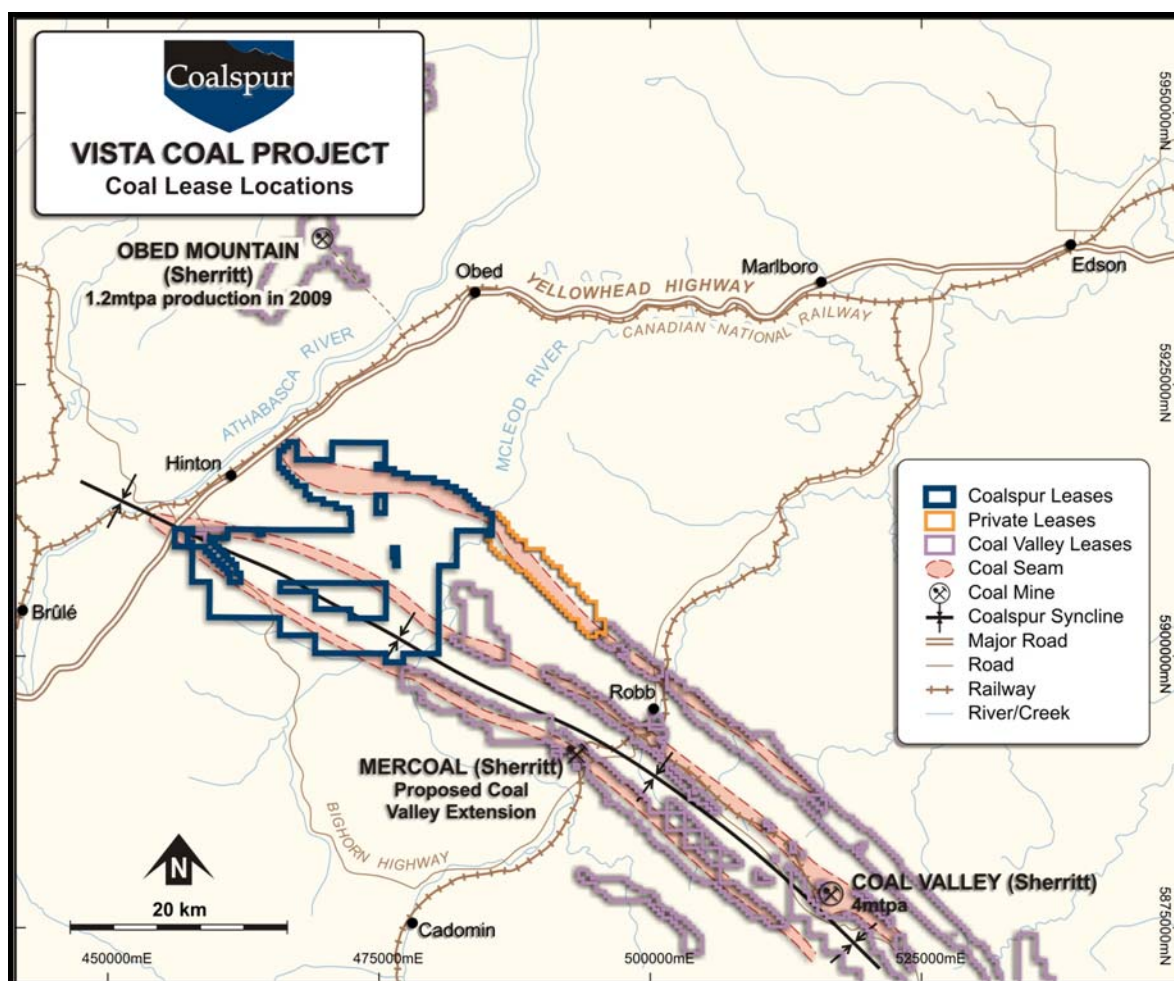 Coalspur
VISTA COAL PROJECT
Coal Lease Locations
OBED MOUNTAIN
(Sherritt)
1.2mtpa production in 2009
Obed
Marlboro
Edson
YELLOWHEAD HIGHWAY
CANADIAN NATIONAL RAILWAY
ATHABASCA RIVER
MCLEOD RIVER
Hinton
Brûlé
Robb
MERCOAL (Sherritt)
Proposed Coal
Valley Extension
BIGHORN HIGHWAY
COAL VALLEY (Sherritt)
4mtpa
Cadomin
N
20 km
Coalspur Leases
Private Leases
Coal Valley Leases
Coal Seam
Coal Mine
Coalspur Syncline
Major Road
Road
Railway
River/Creek
5950000mN
5925000mN
5900000mN
5875000mN
450000mE
475000mE
500000mE
525000mE